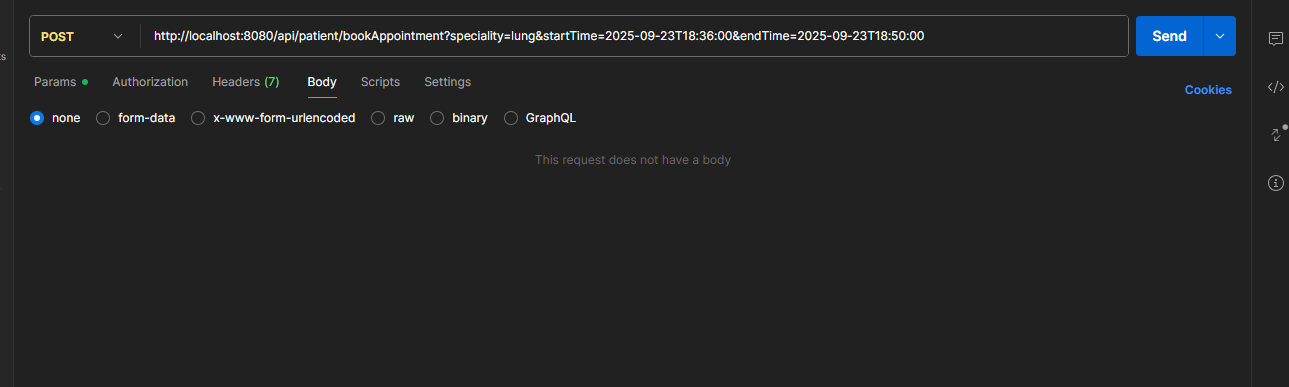 POST http://localhost:8080/api/patient/bookAppointment?speciality=lung&startTime=2025-09-23T18:36:00&endTime=2025-09-23T18:50:00 Send
Params Authorization Headers (7) Body Scripts Settings Cookies
none form-data x-www-form-urlencoded raw binary GraphQL
This request does not have a body